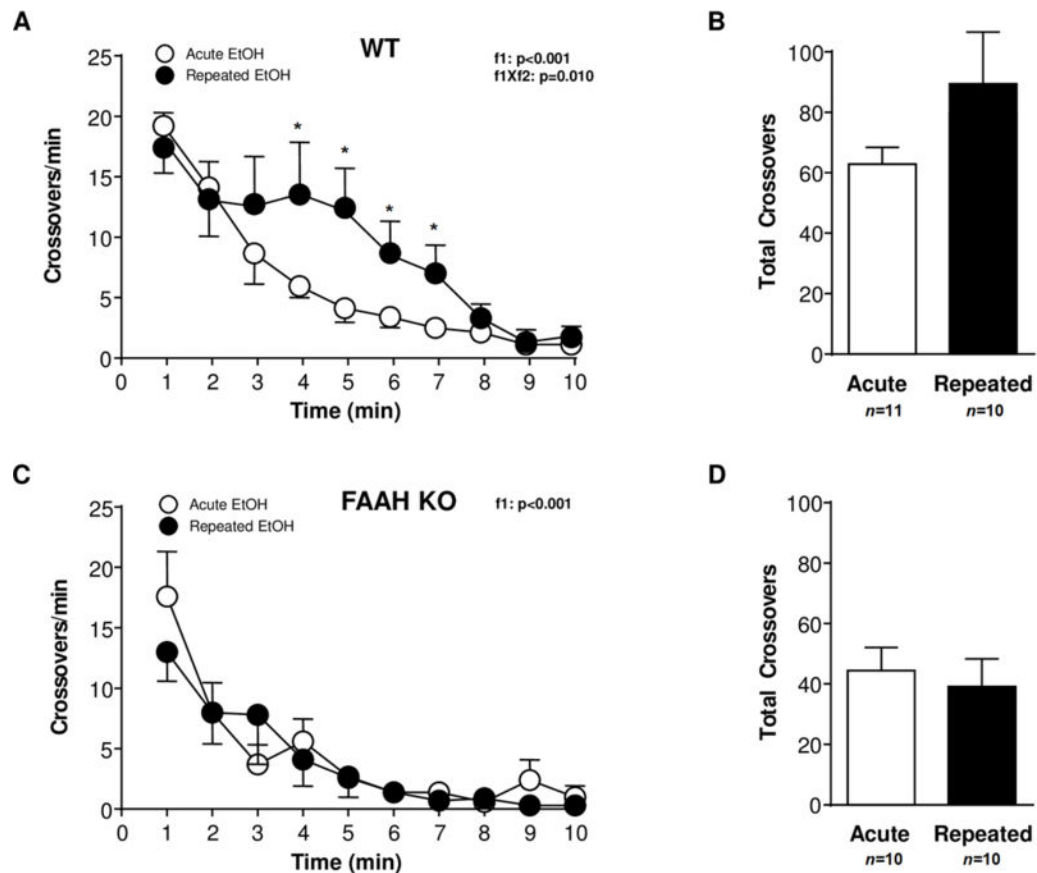 A
WT
Acute EtOH
Repeated EtOH
f1: p<0.001
f1Xf2: p=0.010
Crossovers/min
25
20
15
10
5
0
* * * *
0 1 2 3 4 5 6 7 8 9 10
Time (min)
B
Total Crossovers
100
80
60
40
20
0
Acute Repeated
n=11 n=10
C
FAAH KO
Acute EtOH
Repeated EtOH
f1: p<0.001
Crossovers/min
25
20
15
10
5
0
0 1 2 3 4 5 6 7 8 9 10
Time (min)
D
Total Crossovers
100
80
60
40
20
0
Acute Repeated
n=10 n=10